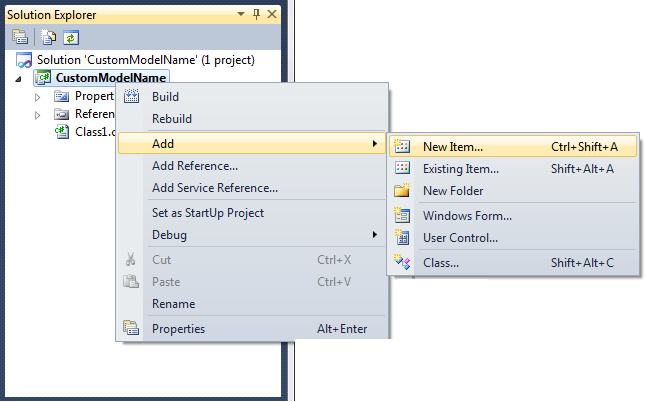 Solution Explorer
Solution 'CustomModelName' (1 project)
CustomModelName
Propert
Referen
Class1.c
Build
Rebuild
Add
Add Reference...
Add Service Reference...
Set as StartUp Project
Debug
Cut Ctrl+X
Paste Ctrl+V
Rename
Properties Alt+Enter
New Item... Ctrl+Shift+A
Existing Item... Shift+Alt+A
New Folder
Windows Form...
User Control...
Class... Shift+Alt+C